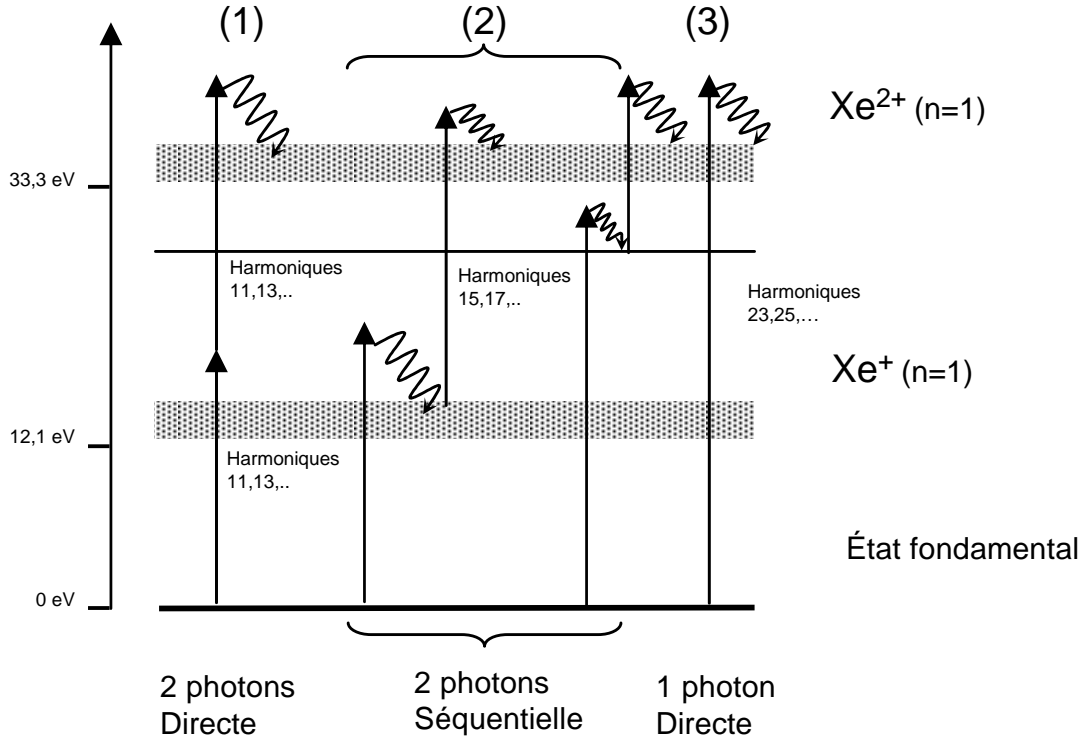 (1)
(2)
(3)
Xe2+ (n=1)
33,3 eV
Harmoniques
11,13,..
Harmoniques
15,17,..
Harmoniques
23,25,…
Xe+ (n=1)
12,1 eV
Harmoniques
11,13,..
État fondamental
0 eV
2 photons
Directe
2 photons
Séquentielle
1 photon
Directe